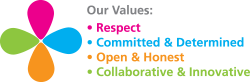 Our Values:
• Respect
• Committed & Determined
• Open & Honest
• Collaborative & Innovative